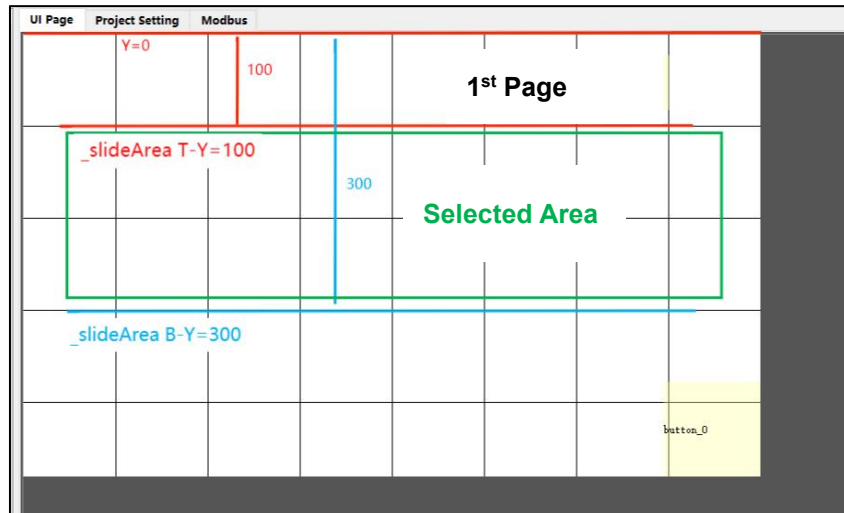 UI Page Project Setting Modbus
Y=0
100
1st Page
_slideArea T-Y=100
300
Selected Area
_slideArea B-Y=300
button_0